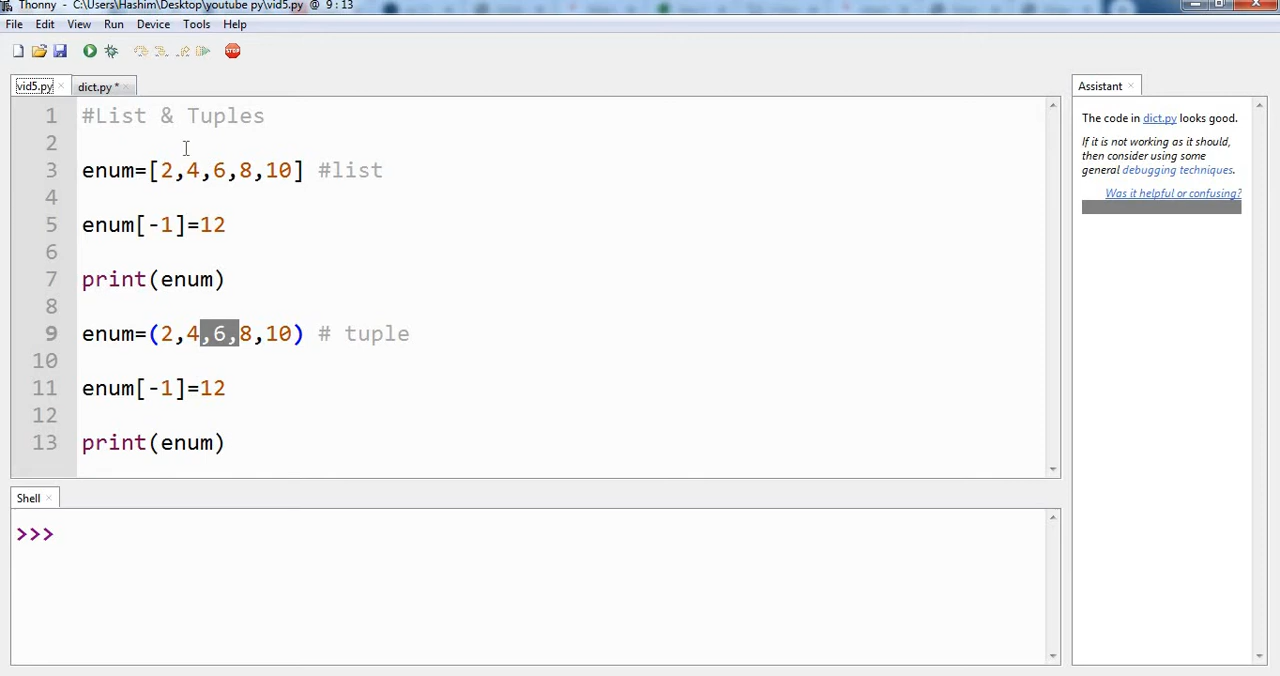 Thonny - C:\Users\Hashim\Desktop\youtube py\vid5.py @ 9 : 13
File Edit View Run Device Tools Help
STOP
vid5.py × dict.py * ×
1 #List & Tuples
2
3 enum=[2,4,6,8,10] #list
4
5 enum[-1]=12
6
7 print(enum)
8
9 enum=(2,4,6,8,10) # tuple
10
11 enum[-1]=12
12
13 print(enum)
Shell ×
>>>
Assistant ×
The code in dict.py looks good.
If it is not working as it should,
then consider using some
general debugging techniques.
Was it helpful or confusing?